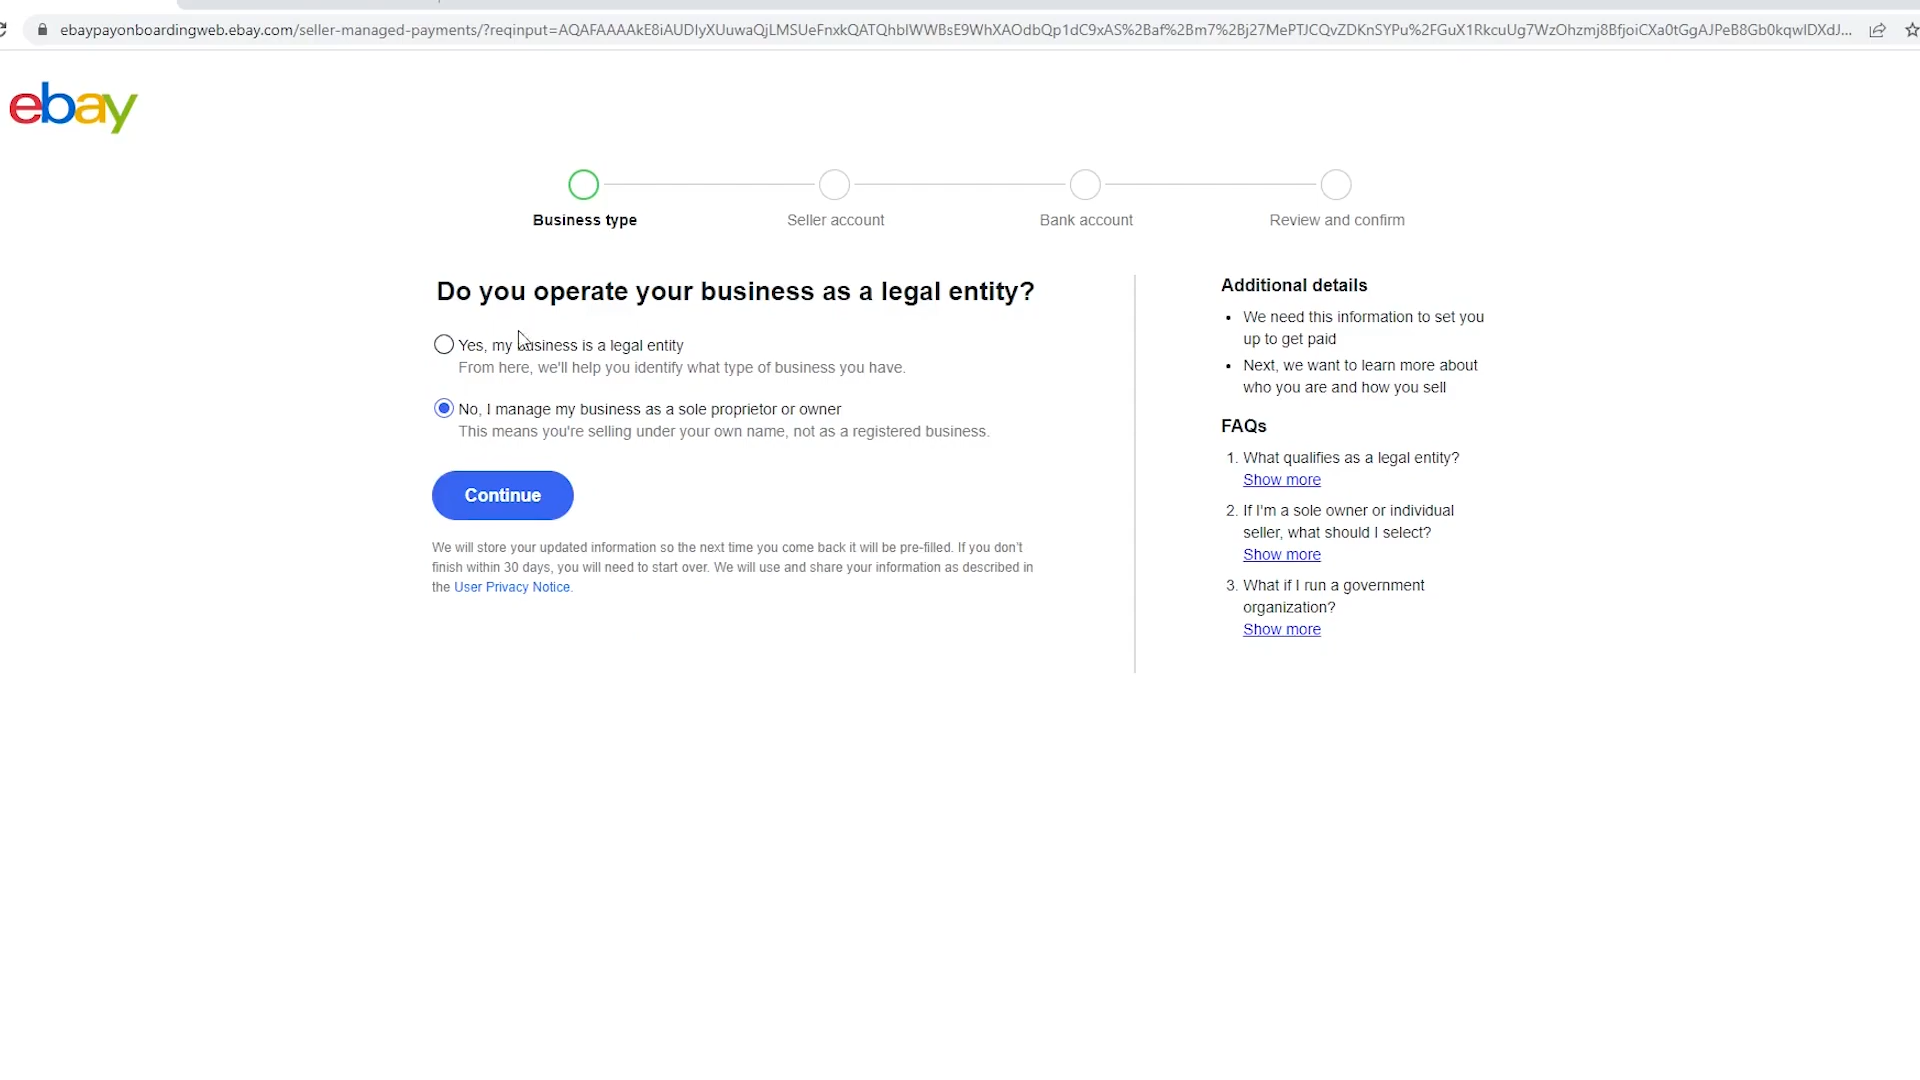 ebaypayonboardingweb.ebay.com/seller-managed-payments/?reqinput=AQAFAAAAkE8iAUDIyXUuwaQjLMSUeFnxkQATQhbIWWBsE9WhXAOdbQp1dC9xAS%2Baf%2Bm7%2Bj27MePTJCQvZDKnSYPu%2FGuX1RkcuUg7WzOhzmj8BfjoiCXa0tGgAJPeB8Gb0kqwIDXdJ...
ebay
Business type
Seller account
Bank account
Review and confirm
Do you operate your business as a legal entity?
Yes, my business is a legal entity
From here, we'll help you identify what type of business you have.
No, I manage my business as a sole proprietor or owner
This means you're selling under your own name, not as a registered business.
Continue
We will store your updated information so the next time you come back it will be pre-filled. If you don't
finish within 30 days, you will need to start over. We will use and share your information as described in
the User Privacy Notice.
Additional details
• We need this information to set you
up to get paid
• Next, we want to learn more about
who you are and how you sell
FAQs
1. What qualifies as a legal entity?
Show more
2. If I'm a sole owner or individual
seller, what should I select?
Show more
3. What if I run a government
organization?
Show more